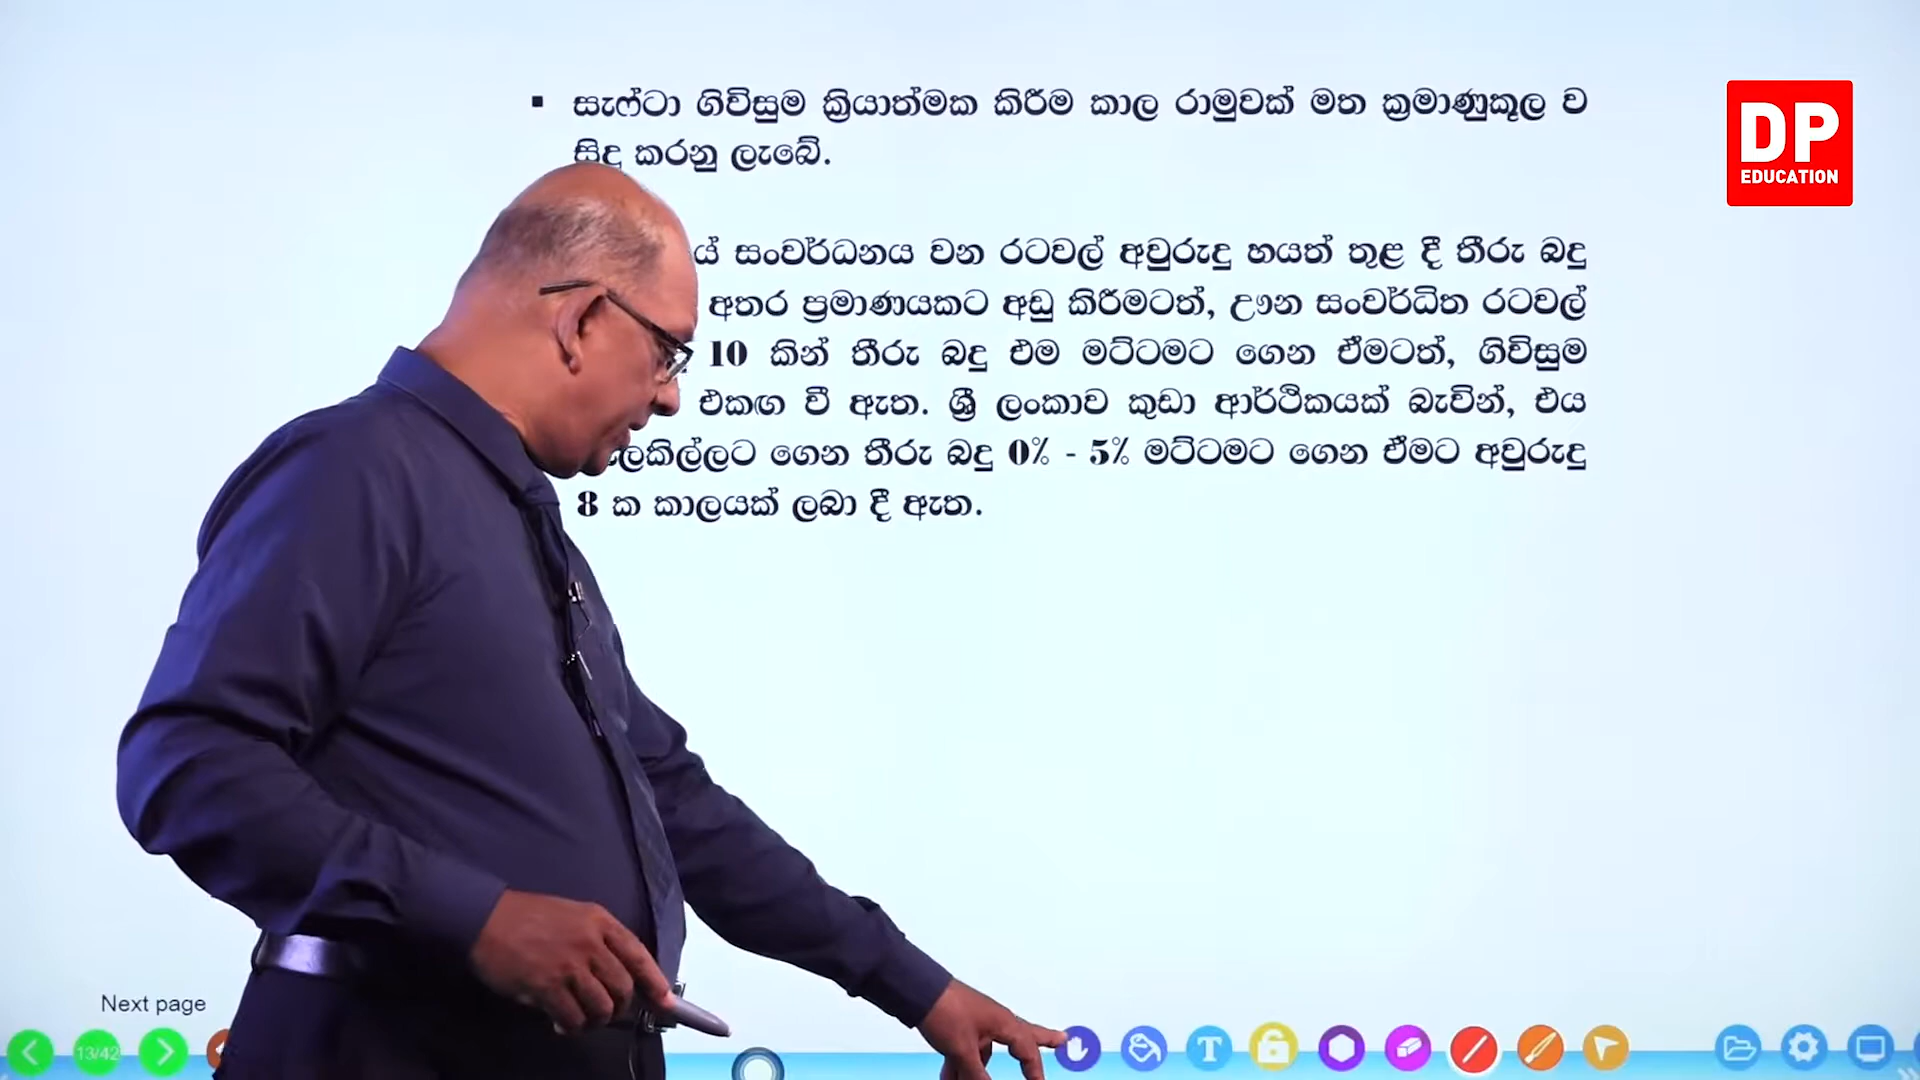 ▪ සැෆ්ටා ගිවිසුම ක්‍රියාත්මක කිරීම කාල රාමුවක් මත ක්‍රමාණුකූල ව
සිදු කරනු ලැබේ.
සංවර්ධනය වන රටවල් අවුරුදු හයත් තුළ දී තීරු බදු
අතර ප්‍රමාණයකට අඩු කිරීමටත්, ඌන සංවර්ධිත රටවල්
10 කින් තීරු බදු එම මට්ටමට ගෙන ඒමටත්, ගිවිසුම
එකඟ වී ඇත. ශ්‍රී ලංකාව කුඩා ආර්ථිකයක් බැවින්, එය
ගෙන තීරු බදු 0% - 5% මට්ටමට ගෙන ඒමට අවුරුදු
8 ක කාලයක් ලබා දී ඇත.
DP
EDUCATION
Next page
13/42
T